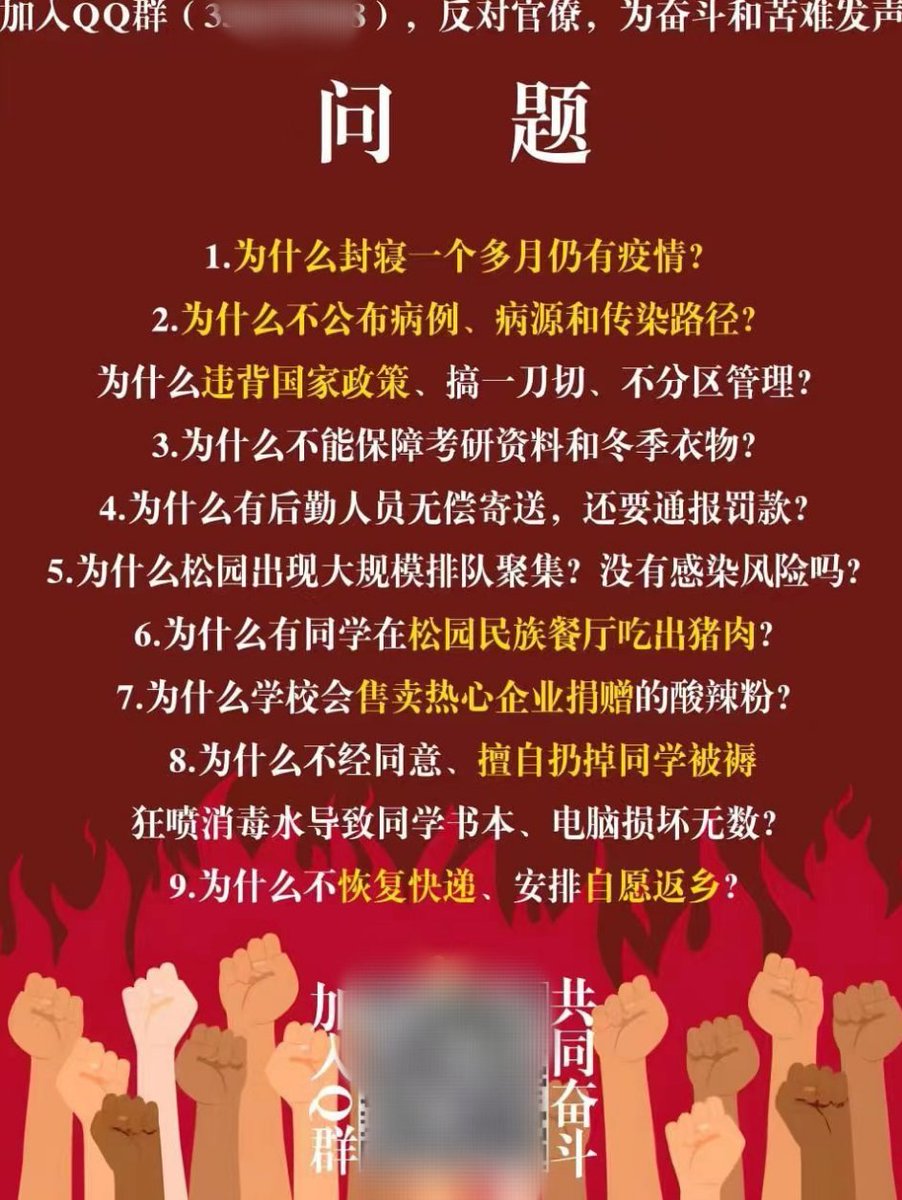 加入QQ群（3 8），反对官僚，为奋斗和苦难发声
问 题
1.为什么封寝一个多月仍有疫情？
2.为什么不公布病例、病源和传染路径？
为什么违背国家政策、搞一刀切、不分区管理？
3.为什么不能保障考研资料和冬季衣物？
4.为什么有后勤人员无偿寄送，还要通报罚款？
5.为什么松园出现大规模排队聚集？没有感染风险吗？
6.为什么有同学在松园民族餐厅吃出猪肉？
7.为什么学校会售卖热心企业捐赠的酸辣粉？
8.为什么不经同意、擅自扔掉同学被褥
狂喷消毒水导致同学书本、电脑损坏无数？
9.为什么不恢复快递、安排自愿返乡？
加入Q群
共同奋斗